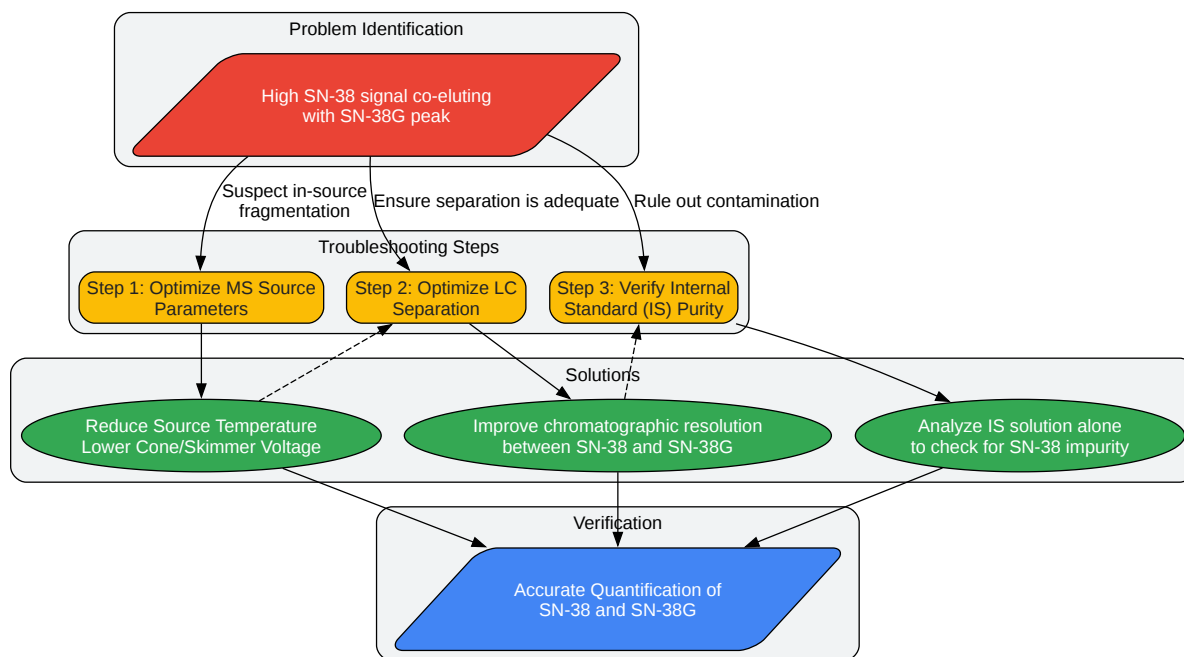 Problem Identification
High SN-38 signal co-eluting
with SN-38G peak
Suspect in-source
fragmentation
Ensure separation is adequate
Rule out contamination
Troubleshooting Steps
Step 1: Optimize MS Source
Parameters
Step 2: Optimize LC
Separation
Step 3: Verify Internal
Standard (IS) Purity
Solutions
Reduce Source Temperature
Lower Cone/Skimmer Voltage
Improve chromatographic resolution
between SN-38 and SN-38G
Analyze IS solution alone
to check for SN-38 impurity
Verification
Accurate Quantification of
SN-38 and SN-38G